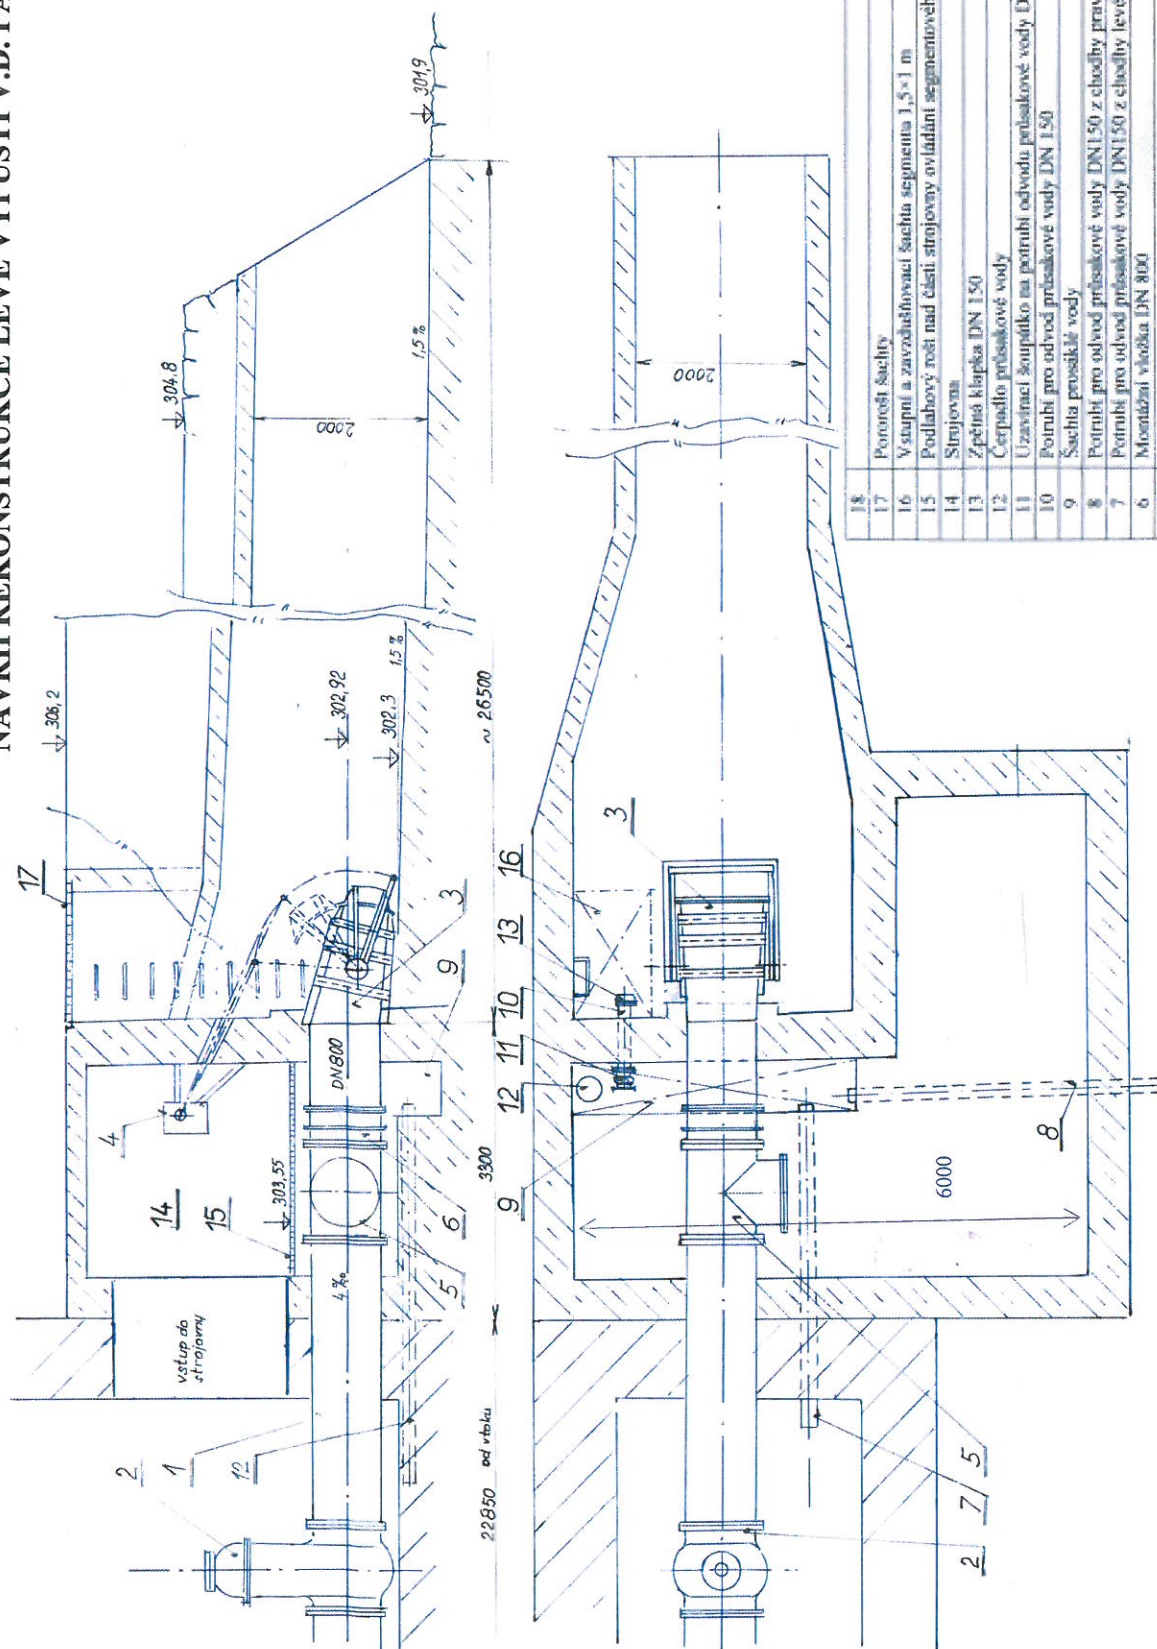 NÁVRH REKONSTRUKCE LEVÉ VÝPUSTI V.D.
17
306,2
304,8
301,9
2000
1,5 %
4
14
15
303,55
DN800
302,92
302,3
1,5 %
3
9
vstup do
strojovny
4 ‰
5
6
2
1
12
22850 od vtoku
3300
~ 26500
9
12
11
10
13
16
3
2000
6000
8
2
7
5
18
17 Pororošt šachty
16 Vstupní a zavzdušňovací šachta segmentu 1,5×1 m
15 Podlahový rošt nad částí strojovny ovládání
14 Strojovna
13 Zpětná klapka DN 150
12 Čerpadlo průsakové vody
11 Uzavírací šoupátko na potrubí odvodu průsakové vody
10 Potrubí pro odvod průsakové vody DN 150
9 Šachta prosáklé vody
8 Potrubí pro odvod průsakové vody DN150 z chodby
7 Potrubí pro odvod průsakové vody DN150 z chodby
6 Montážní vložka DN 800